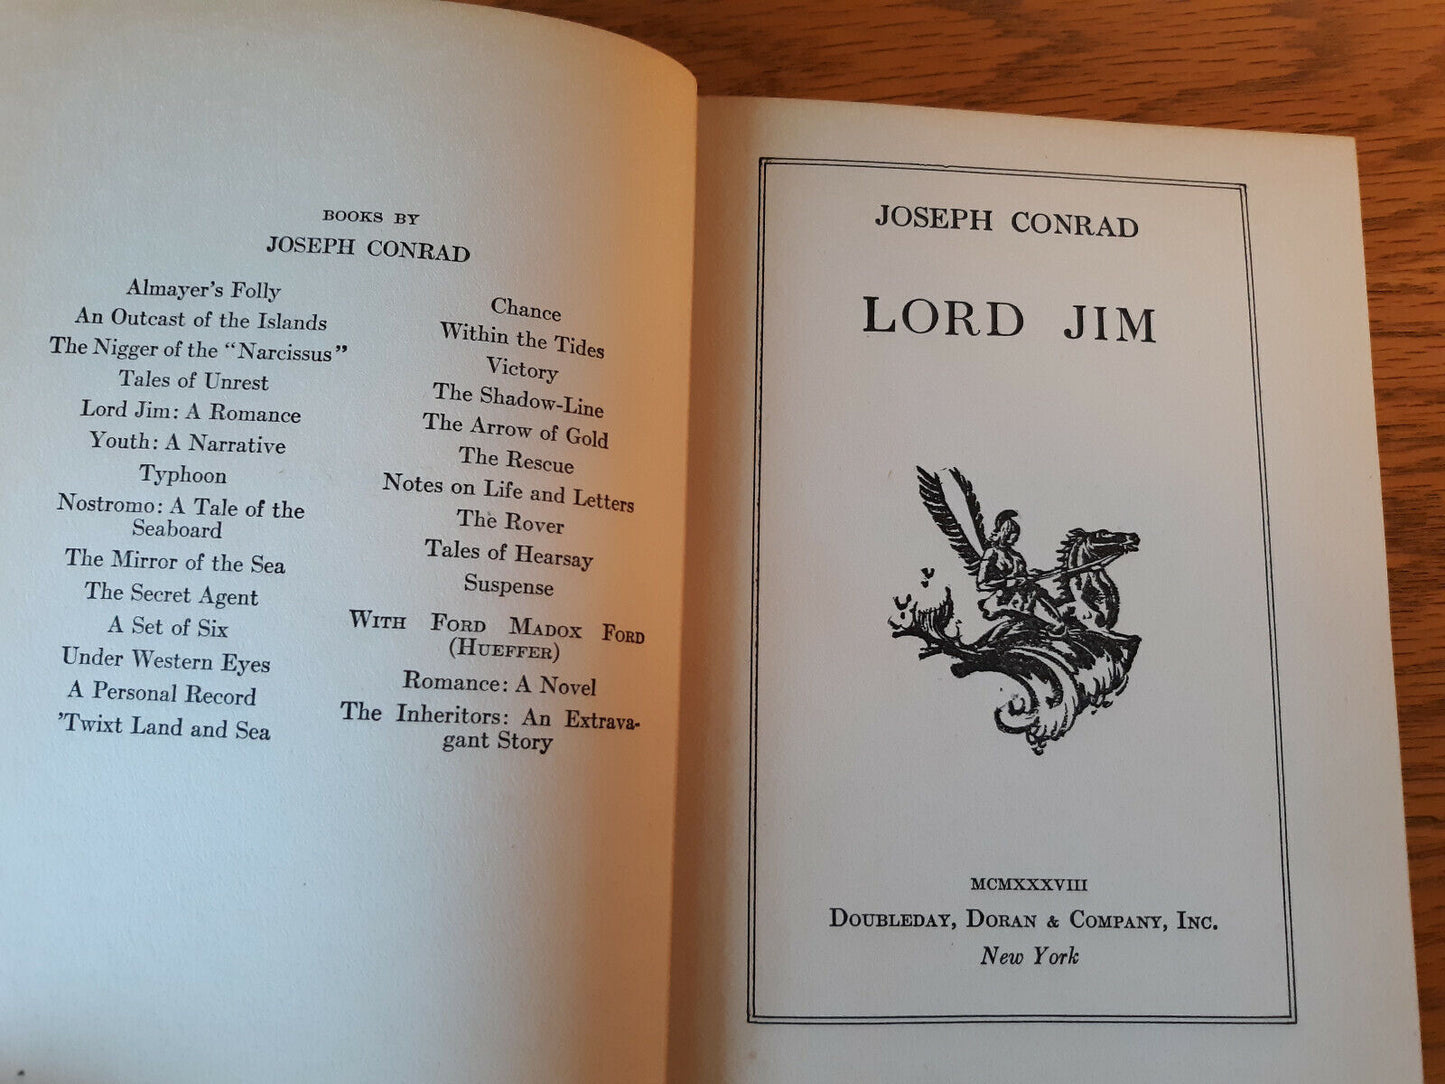 BOOKS BY
JOSEPH CONRAD
Almayer's Folly
An Outcast of the Islands
The Nigger of the "Narcissus"
Tales of Unrest
Lord Jim: A Romance
Youth: A Narrative
Typhoon
Nostromo: A Tale of the
Seaboard
The Mirror of the Sea
The Secret Agent
A Set of Six
Under Western Eyes
A Personal Record
'Twixt Land and Sea
Chance
Within the Tides
Victory
The Shadow-Line
The Arrow of Gold
The Rescue
Notes on Life and Letters
The Rover
Tales of Hearsay
Suspense
WITH FORD MADOX FORD
(HUEFFER)
Romance: A Novel
The Inheritors: An Extrava-
gant Story
JOSEPH CONRAD
LORD JIM
MCMXXXVIII
DOUBLEDAY, DORAN & COMPANY, INC.
New York